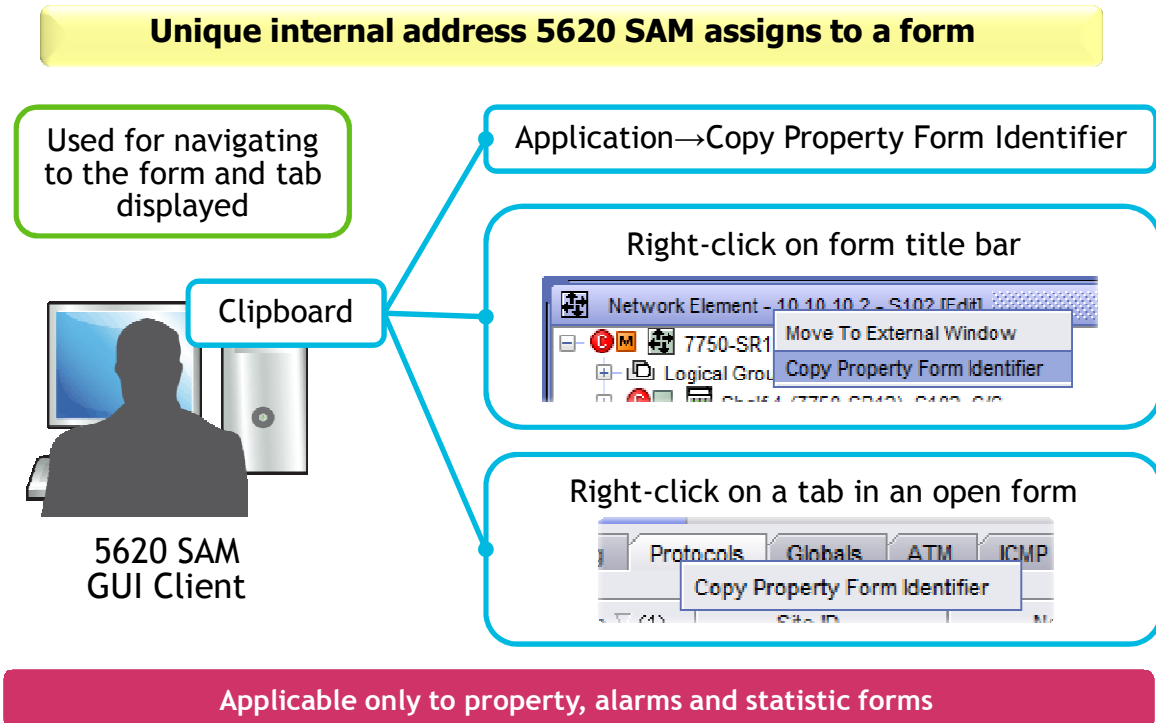 Unique internal address 5620 SAM assigns to a form
Used for navigating
to the form and tab
displayed
Application→Copy Property Form Identifier
Right-click on form title bar
Network Element - 10.10.10.2 - S102 [Edit]
Move To External Window
7750-SR1
Copy Property Form Identifier
Logical Grou
Clipboard
Right-click on a tab in an open form
Protocols Globals ATM ICMP
Copy Property Form Identifier
Site ID
5620 SAM
GUI Client
Applicable only to property, alarms and statistic forms